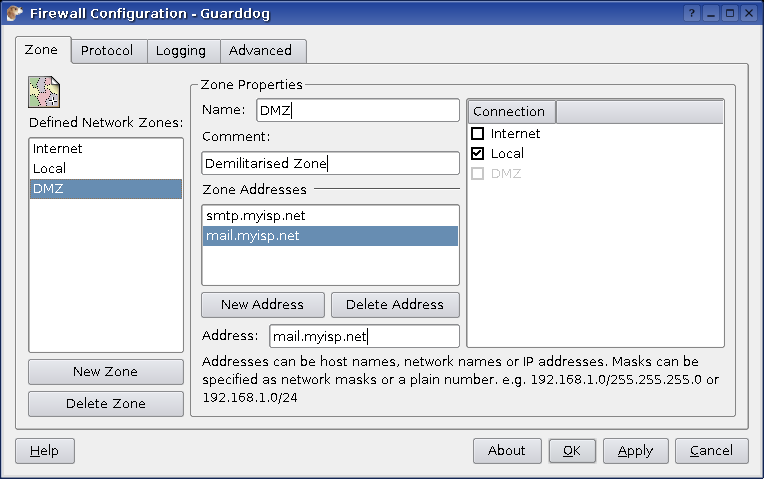 Firewall Configuration - Guarddog
Zone
Protocol
Logging
Advanced
Defined Network Zones:
Internet
Local
DMZ
New Zone
Delete Zone
Zone Properties
Name: DMZ
Comment:
Demilitarised Zone
Zone Addresses
smtp.myisp.net
mail.myisp.net
New Address
Delete Address
Address: mail.myisp.net
Connection
Internet
Local
DMZ
Addresses can be host names, network names or IP addresses. Masks can be
specified as network masks or a plain number. e.g. 192.168.1.0/255.255.255.0 or
192.168.1.0/24
Help
About
OK
Apply
Cancel